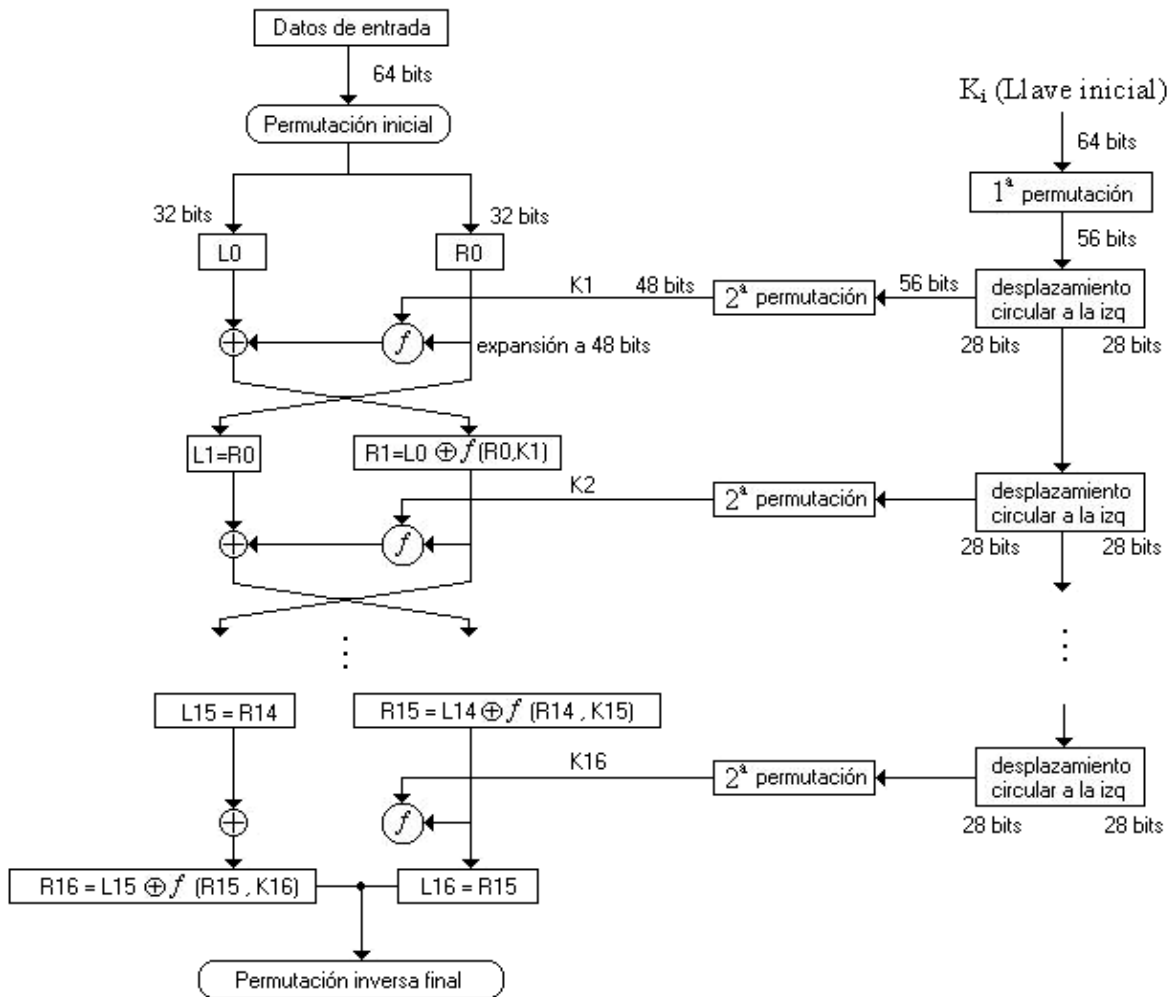 Datos de entrada
64 bits
K_i (Llave inicial)
Permutación inicial
64 bits
1ª permutación
32 bits
32 bits
56 bits
L0
R0
K1
48 bits
2ª permutación
56 bits
desplazamiento
circular a la izq
28 bits
28 bits
⊕
f
expansión a 48 bits
L1=R0
R1=L0 ⊕ f(R0,K1)
K2
2ª permutación
desplazamiento
circular a la izq
28 bits
28 bits
⊕
f
⋮
⋮
L15 = R14
R15 = L14 ⊕ f (R14 , K15)
K16
2ª permutación
desplazamiento
circular a la izq
28 bits
28 bits
⊕
f
R16 = L15 ⊕ f (R15 , K16)
L16 = R15
Permutación inversa final